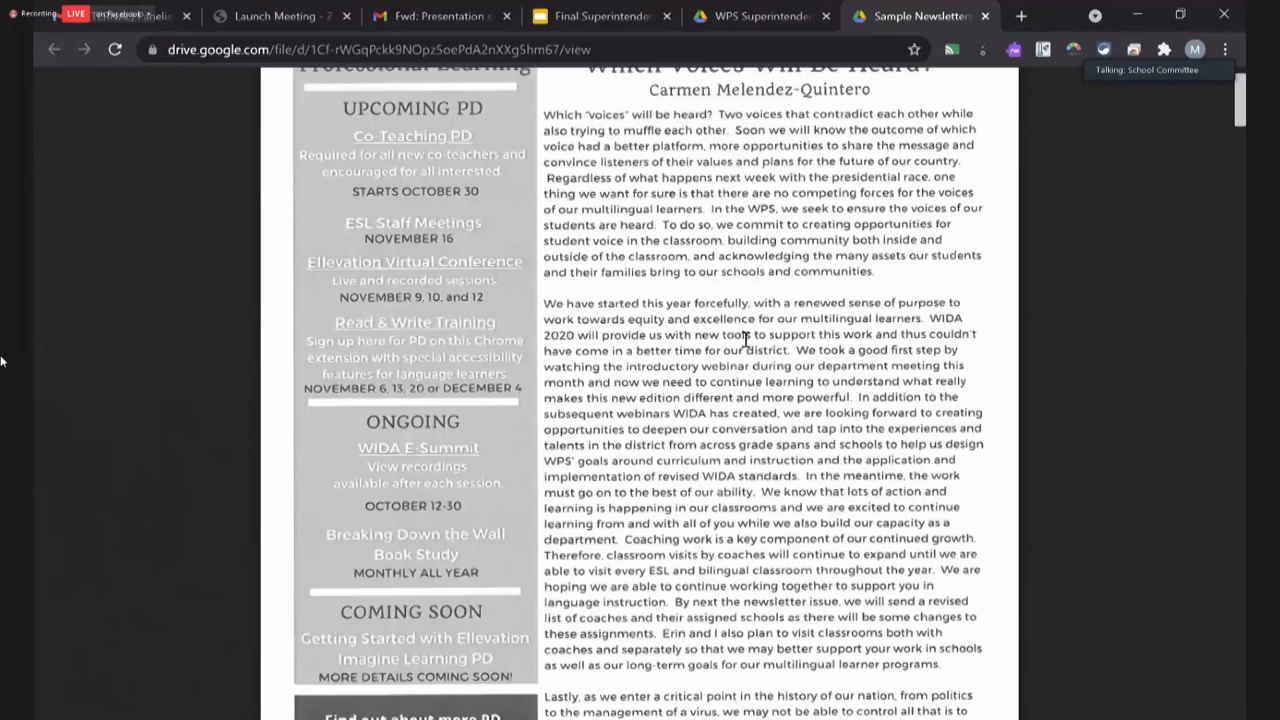 Recording
LIVE on Facebook
Launch Meeting - Z
Fwd: Presentation s
Final Superintenden
WPS Superintende
Sample Newsletter
drive.google.com/file/d/1Cf-rWGqPckk9NOpzSoePdA2nXXg5hm67/view
M
Talking: School Committee
Professional Learning
UPCOMING PD
Co-Teaching PD
Required for all new co-teachers and
encouraged for all interested.
STARTS OCTOBER 30
ESL Staff Meetings
NOVEMBER 16
Ellevation Virtual Conference
Live and recorded sessions
NOVEMBER 9, 10, and 12
Read & Write Training
Sign up here for PD on this Chrome
extension with special accessibility
features for language learners.
NOVEMBER 6, 13, 20 or DECEMBER 4
ONGOING
WIDA E-Summit
View recordings
available after each session.
OCTOBER 12-30
Breaking Down the Wall
Book Study
MONTHLY ALL YEAR
COMING SOON
Getting Started with Ellevation
Imagine Learning PD
MORE DETAILS COMING SOON!
Find out about more PD
Which Voices Will Be Heard?
Carmen Melendez-Quintero
Which "voices" will be heard? Two voices that contradict each other while
also trying to muffle each other. Soon we will know the outcome of which
voice had a better platform, more opportunities to share the message and
convince listeners of their values and plans for the future of our country.
Regardless of what happens next week with the presidential race, one
thing we want for sure is that there are no competing forces for the voices
of our multilingual learners. In the WPS, we seek to ensure the voices of our
students are heard. To do so, we commit to creating opportunities for
student voice in the classroom, building community both inside and
outside of the classroom, and acknowledging the many assets our students
and their families bring to our schools and communities.
We have started this year forcefully, with a renewed sense of purpose to
work towards equity and excellence for our multilingual learners. WIDA
2020 will provide us with new tools to support this work and thus couldn't
have come in a better time for our district. We took a good first step by
watching the introductory webinar during our department meeting this
month and now we need to continue learning to understand what really
makes this new edition different and more powerful. In addition to the
subsequent webinars WIDA has created, we are looking forward to creating
opportunities to deepen our conversation and tap into the experiences and
talents in the district from across grade spans and schools to help us design
WPS' goals around curriculum and instruction and the application and
implementation of revised WIDA standards. In the meantime, the work
must go on to the best of our ability. We know that lots of action and
learning is happening in our classrooms and we are excited to continue
learning from and with all of you while we also build our capacity as a
department. Coaching work is a key component of our continued growth.
Therefore, classroom visits by coaches will continue to expand until we are
able to visit every ESL and bilingual classroom throughout the year. We are
hoping we are able to continue working together to support you in
language instruction. By next the newsletter issue, we will send a revised
list of coaches and their assigned schools as there will be some changes to
these assignments. Erin and I also plan to visit classrooms both with
coaches and separately so that we may better support your work in schools
as well as our long-term goals for our multilingual learner programs.
Lastly, as we enter a critical point in the history of our nation, from politics
to the management of a virus, we may not be able to control all that is to